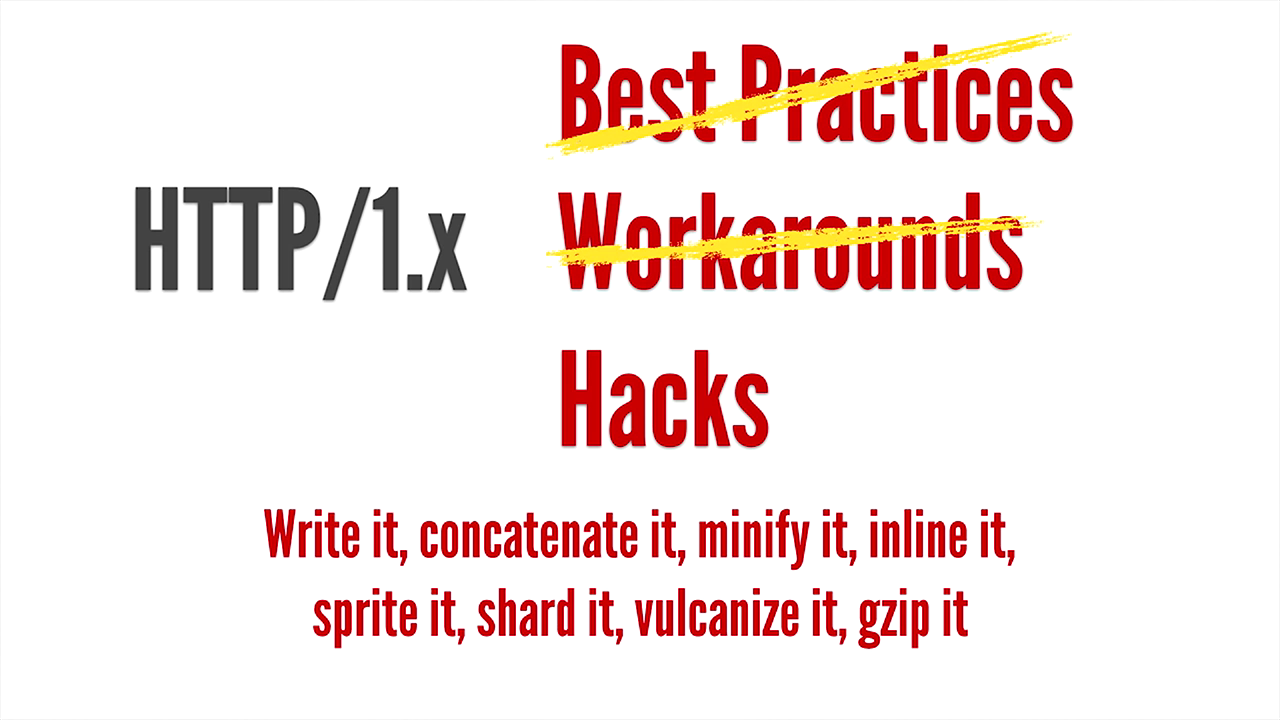 Best Practices
HTTP/1.x Workarounds
Hacks
Write it, concatenate it, minify it, inline it,
sprite it, shard it, vulcanize it, gzip it